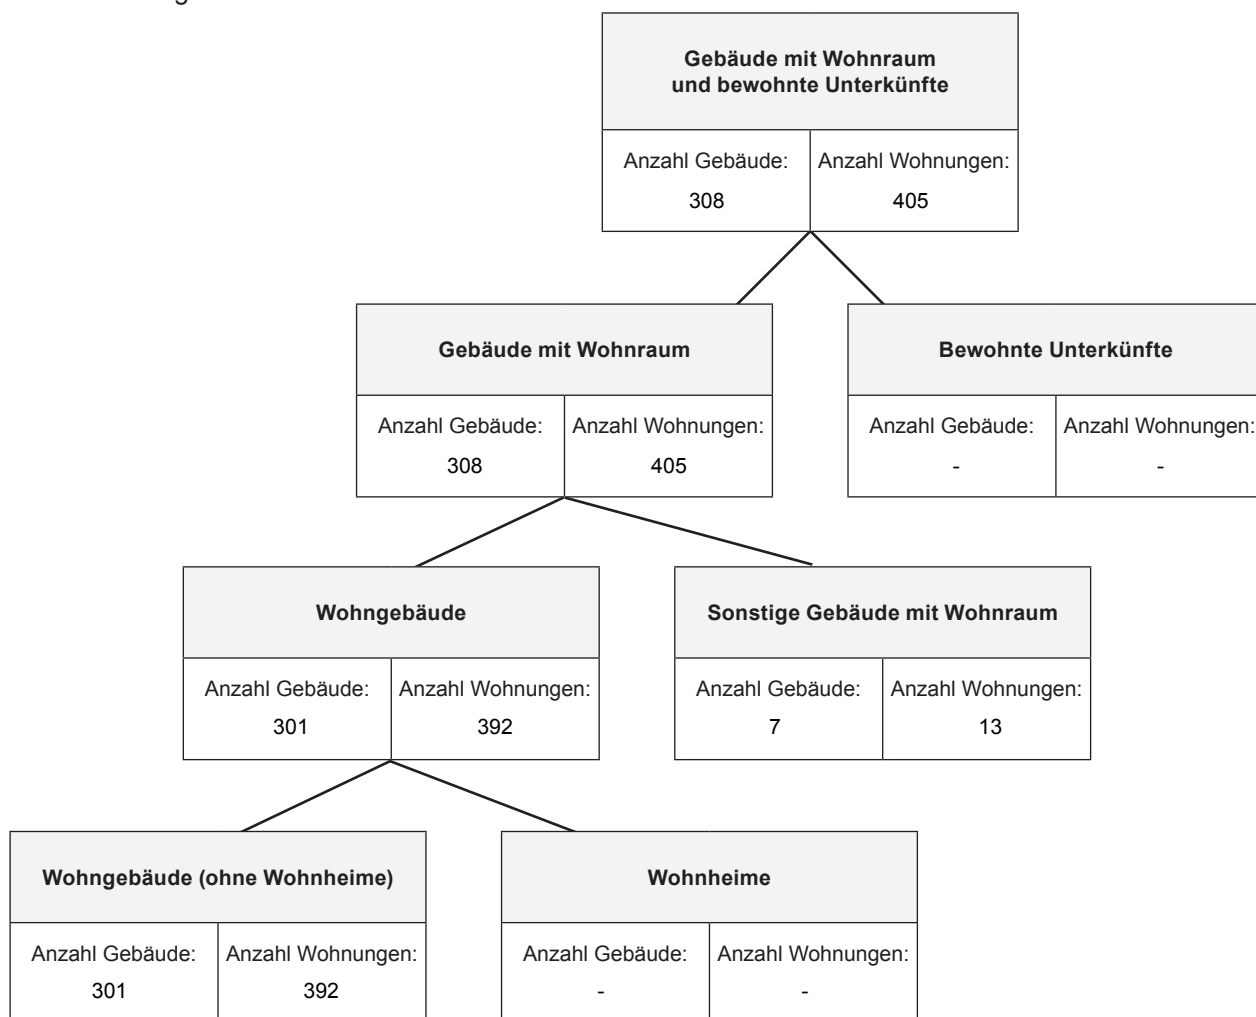 Gebäude mit Wohnraum
und bewohnte Unterkünfte
Anzahl Gebäude: Anzahl Wohnungen:
308 405
Gebäude mit Wohnraum
Bewohnte Unterkünfte
Anzahl Gebäude: Anzahl Wohnungen:
308 405
Anzahl Gebäude: Anzahl Wohnungen:
- -
Wohngebäude
Sonstige Gebäude mit Wohnraum
Anzahl Gebäude: Anzahl Wohnungen:
301 392
Anzahl Gebäude: Anzahl Wohnungen:
7 13
Wohngebäude (ohne Wohnheime)
Wohnheime
Anzahl Gebäude: Anzahl Wohnungen:
301 392
Anzahl Gebäude: Anzahl Wohnungen:
- -